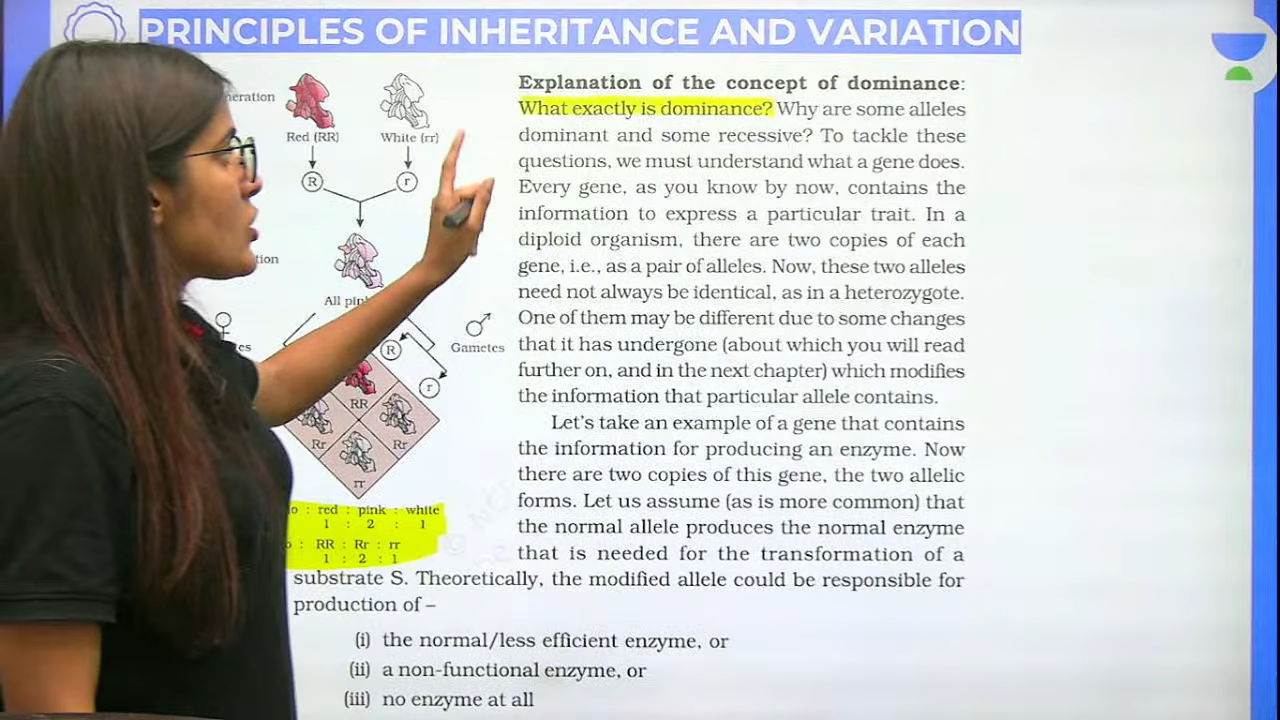 PRINCIPLES OF INHERITANCE AND VARIATION
Red (RR) White (rr)
R r
All
Gametes
R
r
RR
Rr Rr
rr
: red : pink : white
1 : 2 : 1
: RR : Rr : rr
1 : 2 : 1
Explanation of the concept of dominance:
What exactly is dominance? Why are some alleles
dominant and some recessive? To tackle these
questions, we must understand what a gene does.
Every gene, as you know by now, contains the
information to express a particular trait. In a
diploid organism, there are two copies of each
gene, i.e., as a pair of alleles. Now, these two alleles
need not always be identical, as in a heterozygote.
One of them may be different due to some changes
that it has undergone (about which you will read
further on, and in the next chapter) which modifies
the information that particular allele contains.
Let's take an example of a gene that contains
the information for producing an enzyme. Now
there are two copies of this gene, the two allelic
forms. Let us assume (as is more common) that
the normal allele produces the normal enzyme
that is needed for the transformation of a
substrate S. Theoretically, the modified allele could be responsible for
production of –
(i) the normal/less efficient enzyme, or
(ii) a non-functional enzyme, or
(iii) no enzyme at all